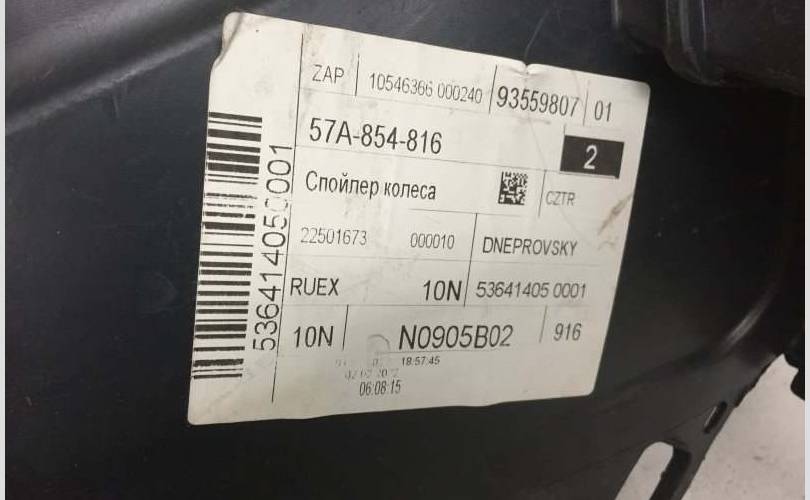 ZAP 10546366 000240 93559807 01
57A-854-816 2
Спойлер колеса CZTR
22501673 000010 DNEPROVSKY
RUEX 10N 53641405 0001
10N N0905B02 916
18:57:45
06:08:15
536414050001